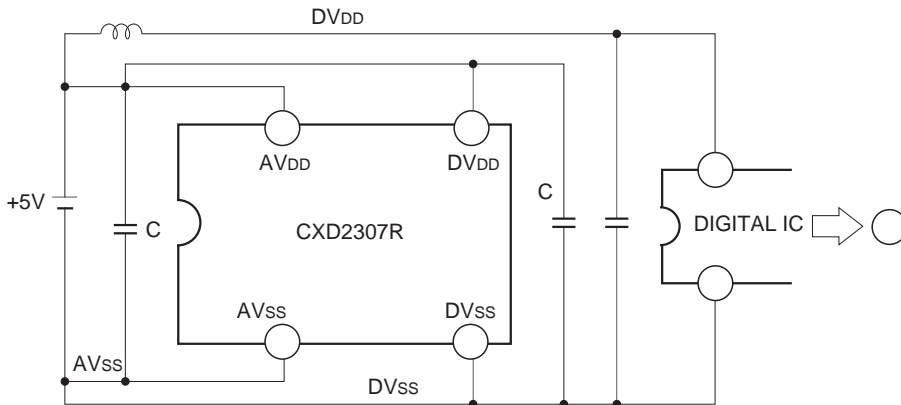 DVDD
AVDD
DVDD
+5V
C
C
CXD2307R
DIGITAL IC
AVSS
DVSS
AVSS
DVSS